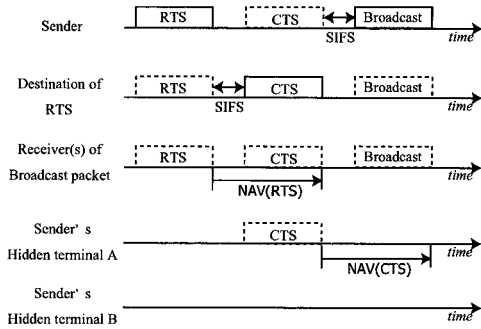 RTS
CTS
Broadcast
Sender
SIFS
time
Destination of
RTS
RTS
CTS
Broadcast
SIFS
time
Receiver(s) of
Broadcast packet
RTS
CTS
Broadcast
NAV(RTS)
time
Sender's
Hidden terminal A
CTS
NAV(CTS)
time
Sender's
Hidden terminal B
time